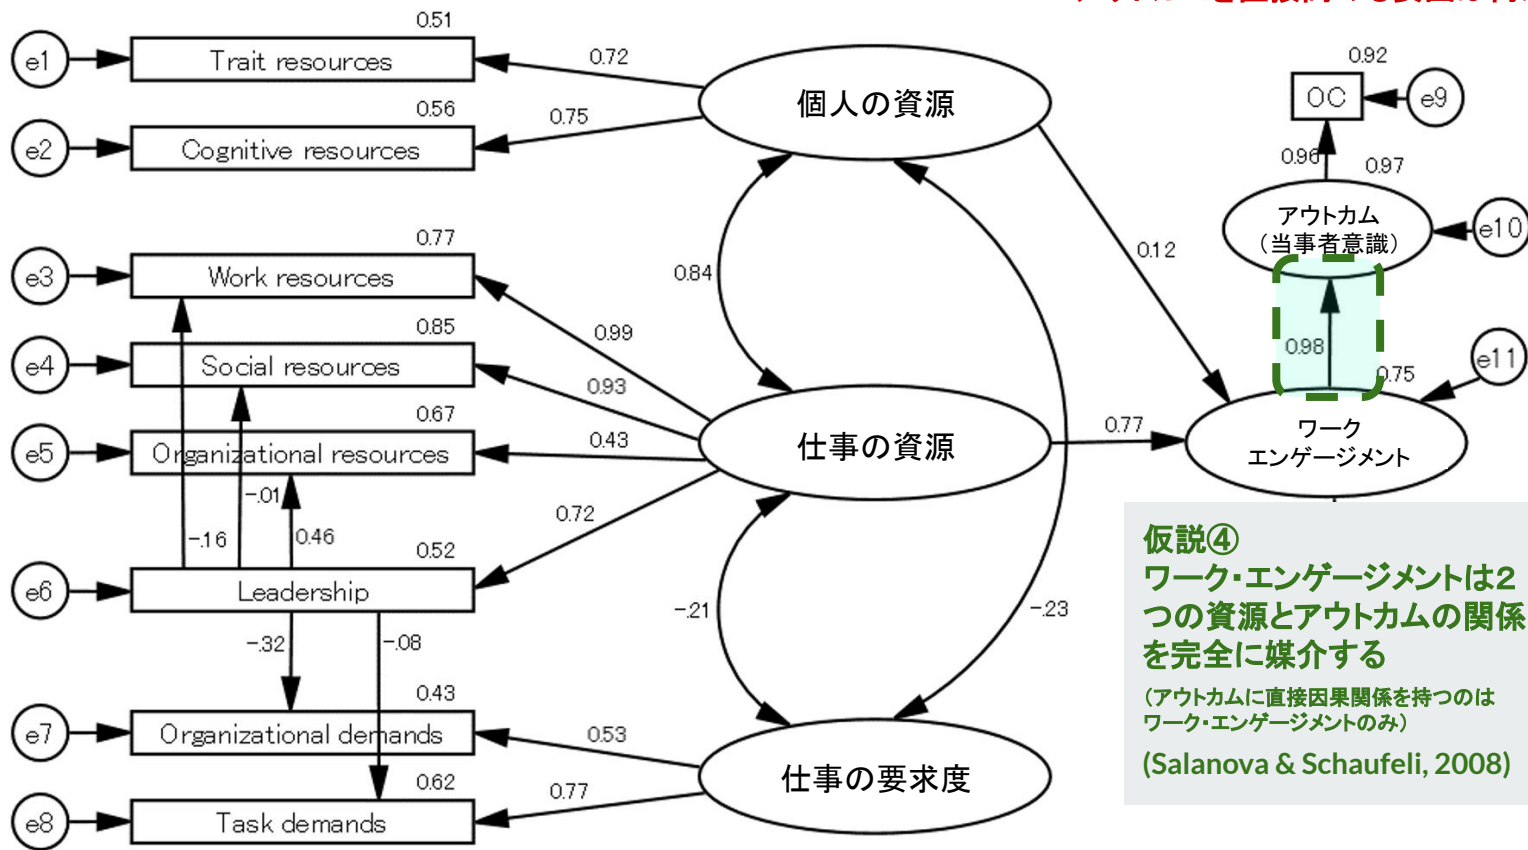 0.51
e1
Trait resources
0.72
0.56
e2
Cognitive resources
0.75
個人の資源
0.92
OC
e9
0.96
0.97
アウトカム
（当事者意識）
e10
0.77
e3
Work resources
0.84
0.12
0.99
0.85
e4
Social resources
0.93
0.98
0.75
e11
0.67
e5
Organizational resources
0.43
仕事の資源
0.77
ワーク
エンゲージメント
-.01
-.16
0.46
0.72
0.52
e6
Leadership
-.32
-.08
-.21
-.23
仮説④
ワーク・エンゲージメントは２
つの資源とアウトカムの関係
を完全に媒介する
（アウトカムに直接因果関係を持つのは
ワーク・エンゲージメントのみ）
(Salanova & Schaufeli, 2008)
0.43
e7
Organizational demands
0.53
仕事の要求度
0.62
e8
Task demands
0.77